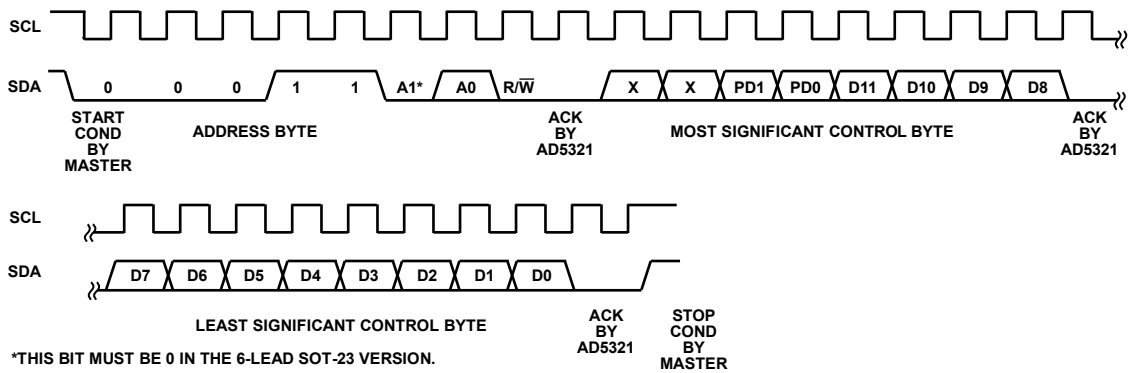 SCL
SDA 0 0 0 1 1 A1* A0 R/W̅ X X PD1 PD0 D11 D10 D9 D8
START COND BY MASTER
ADDRESS BYTE
ACK BY AD5321
MOST SIGNIFICANT CONTROL BYTE
ACK BY AD5321
SCL
SDA D7 D6 D5 D4 D3 D2 D1 D0
LEAST SIGNIFICANT CONTROL BYTE
ACK BY AD5321
STOP COND BY MASTER
*THIS BIT MUST BE 0 IN THE 6-LEAD SOT-23 VERSION.